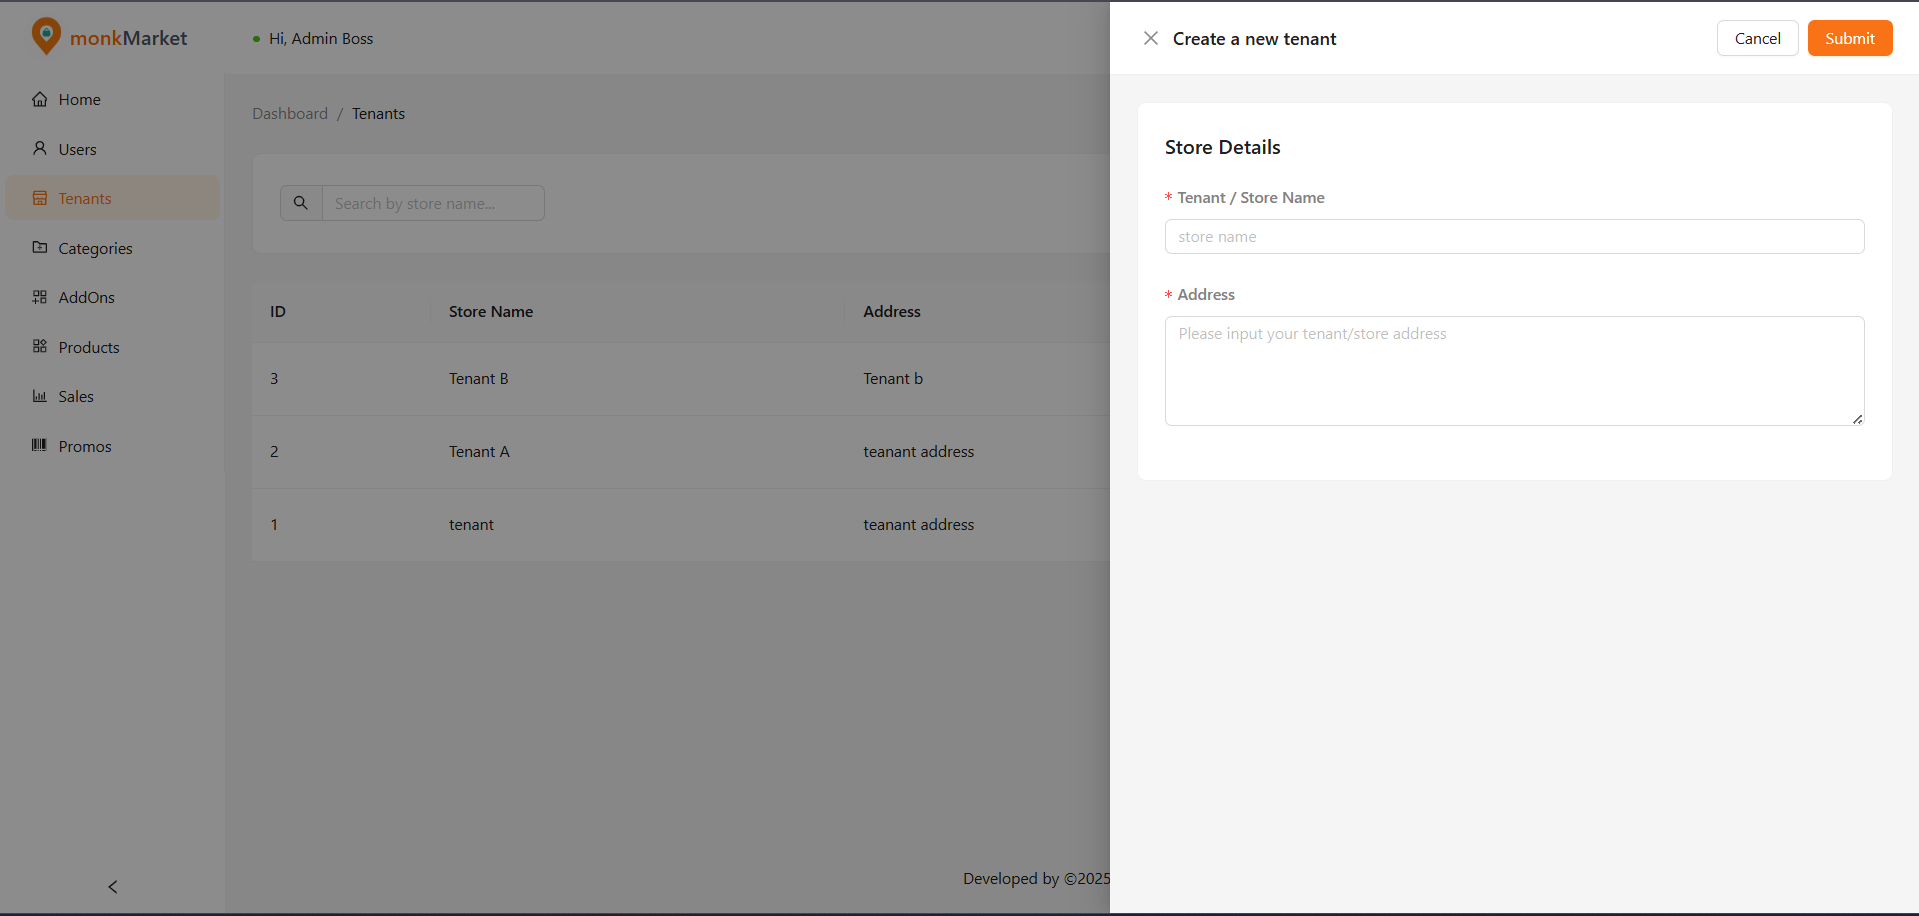 monkMarket
Hi, Admin Boss
Home
Users
Tenants
Categories
AddOns
Products
Sales
Promos
Dashboard / Tenants
Search by store name...
ID Store Name Address
3 Tenant B Tenant b
2 Tenant A teanant address
1 tenant teanant address
Developed by ©2025
Create a new tenant
Cancel
Submit
Store Details
* Tenant / Store Name
store name
* Address
Please input your tenant/store address